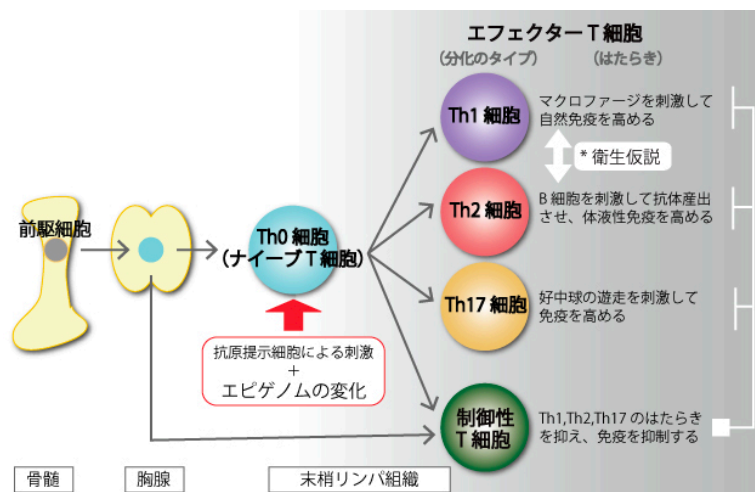 エフェクターT細胞
(分化のタイプ)
(はたらき)
Th1 細胞
マクロファージを刺激して
自然免疫を高める
* 衛生仮説
Th2 細胞
B 細胞を刺激して抗体産出
させ、体液性免疫を高める
前駆細胞
Th0 細胞
(ナイーブ T 細胞)
Th17 細胞
好中球の遊走を刺激して
免疫を高める
抗原提示細胞による刺激
+
エピゲノムの変化
制御性
T 細胞
Th1,Th2,Th17 のはたらき
を抑え、免疫を抑制する
骨髄
胸腺
末梢リンパ組織